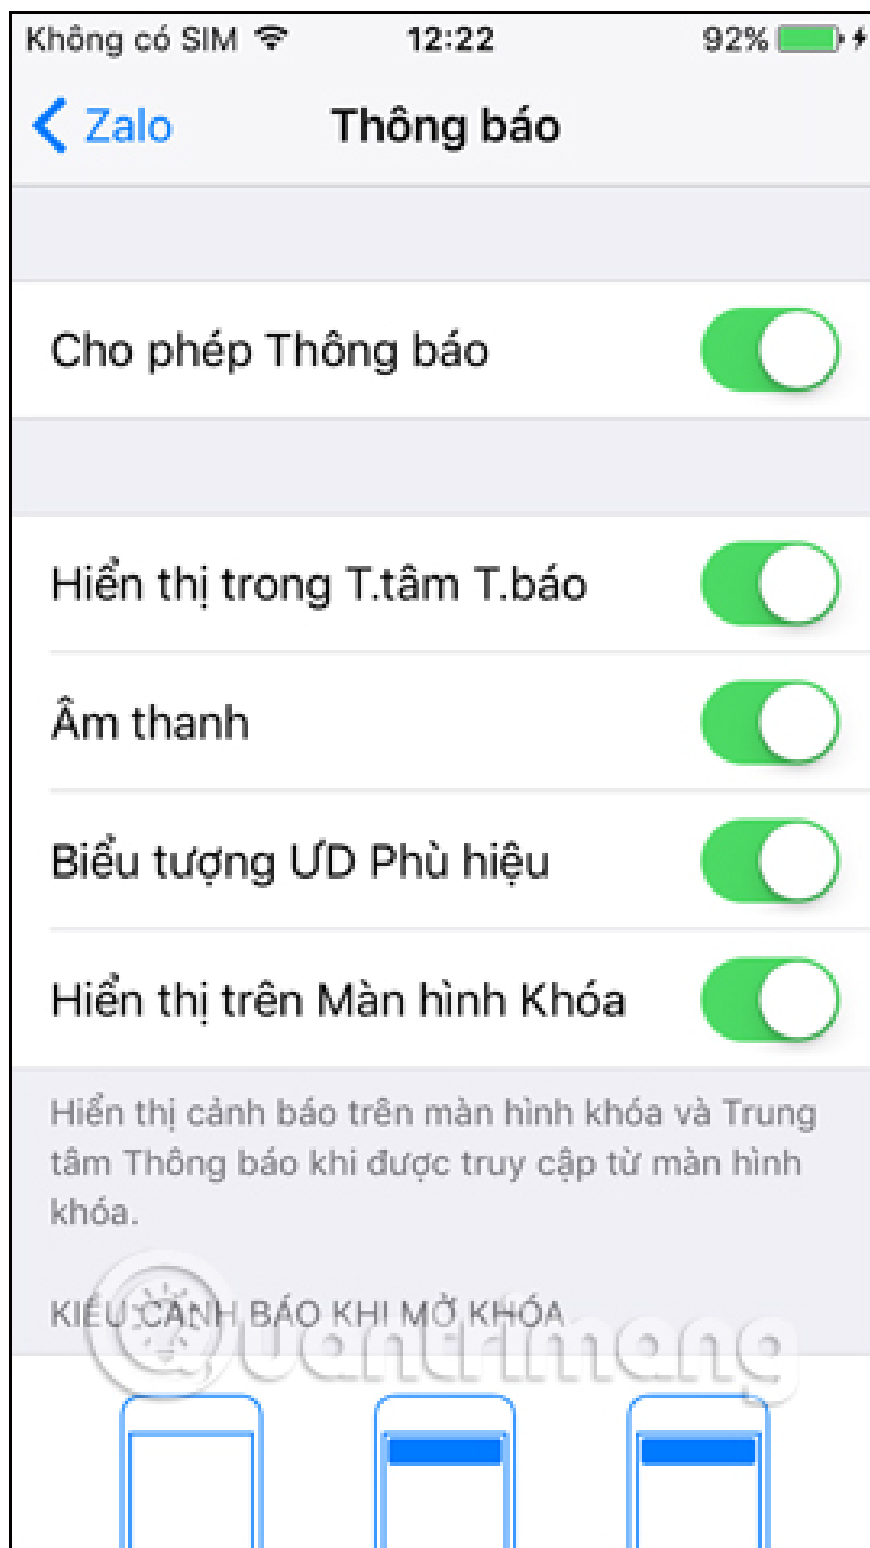 Không có SIM 12:22 92%
Zalo Thông báo
Cho phép Thông báo
Hiển thị trong T.tâm T.báo
Âm thanh
Biểu tượng ƯD Phù hiệu
Hiển thị trên Màn hình Khóa
Hiển thị cảnh báo trên màn hình khóa và Trung
tâm Thông báo khi được truy cập từ màn hình
khóa.
KIỂU CẢNH BÁO KHI MỞ KHÓA
Quantrimang